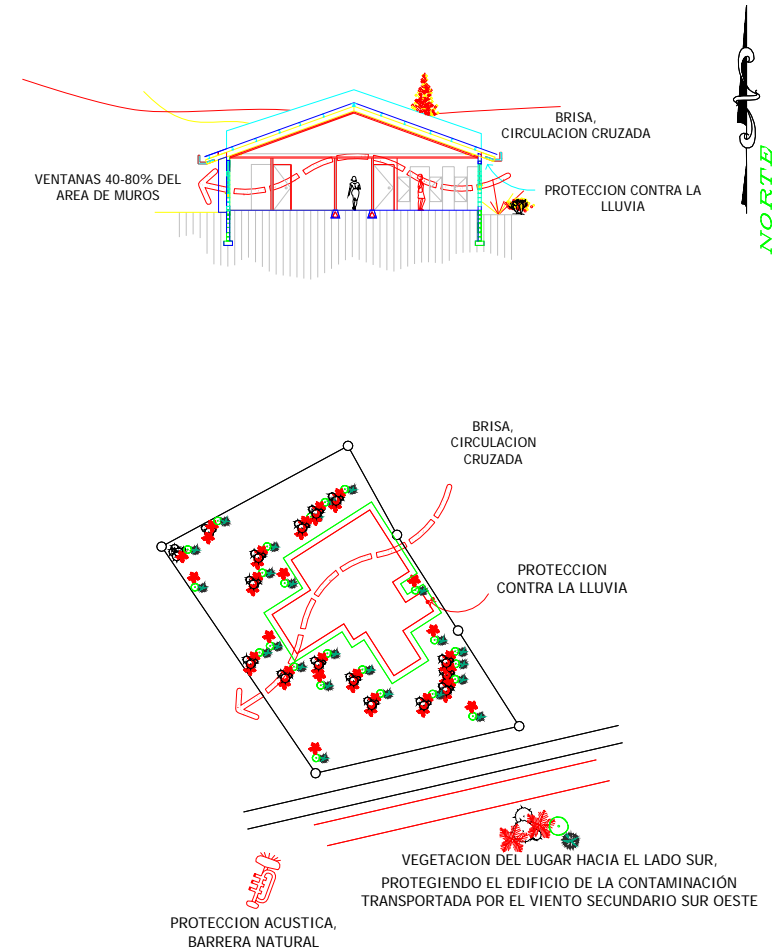 BRISA,
CIRCULACION CRUZADA
VENTANAS 40-80% DEL
AREA DE MUROS
PROTECCION CONTRA LA
LLUVIA
NORTE
BRISA,
CIRCULACION
CRUZADA
PROTECCION
CONTRA LA LLUVIA
VEGETACION DEL LUGAR HACIA EL LADO SUR,
PROTEGIENDO EL EDIFICIO DE LA CONTAMINACIÓN
TRANSPORTADA POR EL VIENTO SECUNDARIO SUR OESTE
PROTECCION ACUSTICA,
BARRERA NATURAL